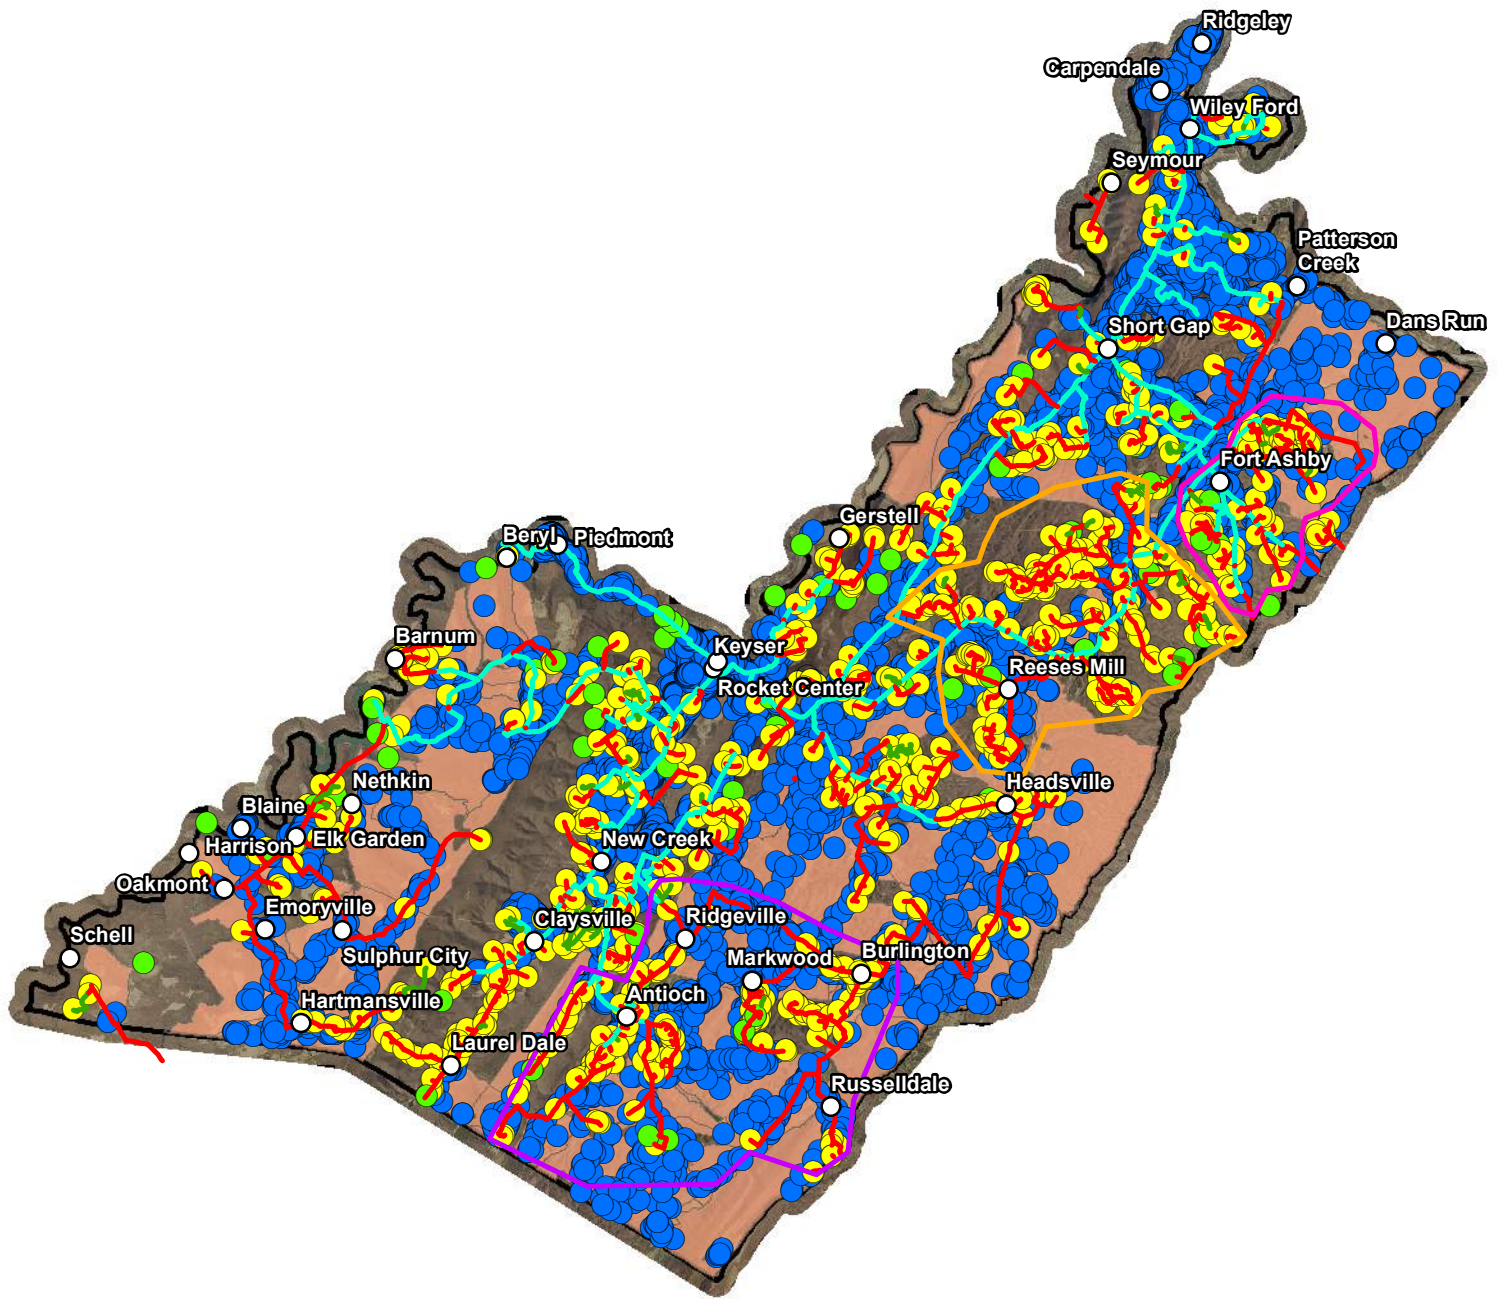 Ridgeley
Carpendale
Wiley Ford
Seymour
Patterson
Creek
Dans Run
Short Gap
Fort Ashby
Gerstell
Beryl
Piedmont
Barnum
Keyser
Reeses Mill
Rocket Center
Nethkin
Headsville
Blaine
Elk Garden
Harrison
New Creek
Oakmont
Emoryville
Claysville
Ridgeville
Schell
Sulphur City
Markwood
Burlington
Hartmansville
Antioch
Laurel Dale
Russelldale